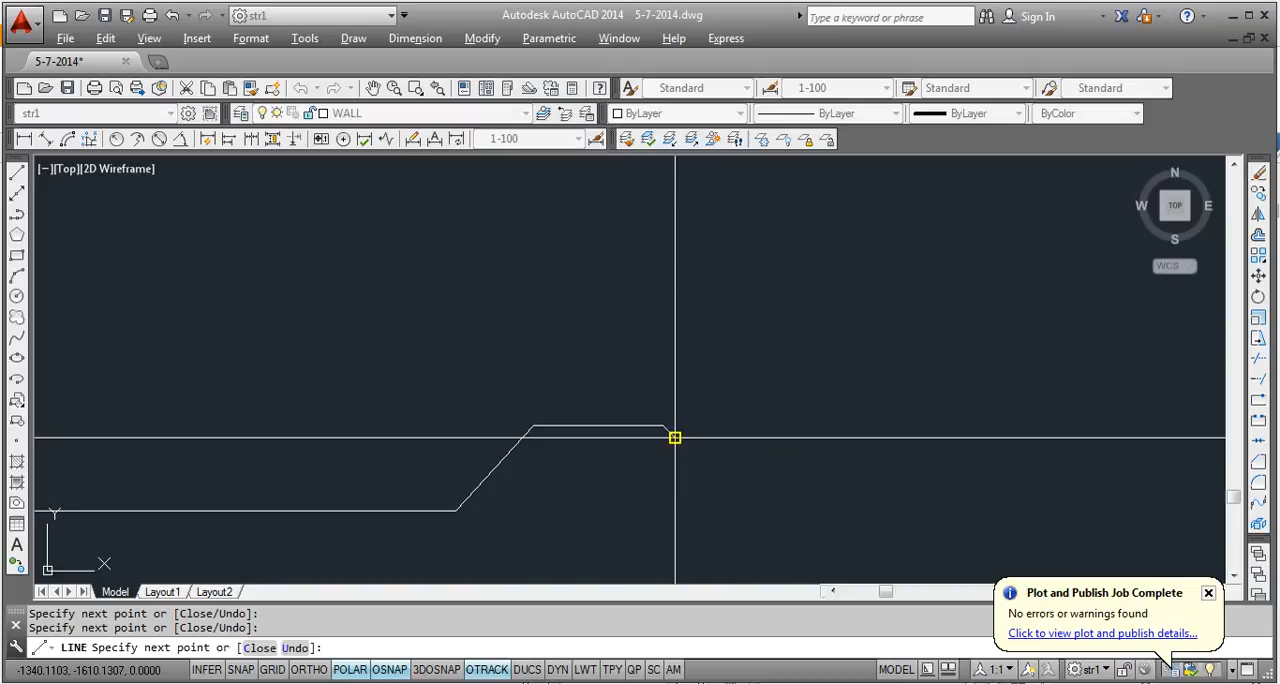 str1
Autodesk AutoCAD 2014 5-7-2014.dwg
Type a keyword or phrase
Sign In
File Edit View Insert Format Tools Draw Dimension Modify Parametric Window Help Express
5-7-2014*
Standard 1-100 Standard Standard
str1 WALL ByLayer ByLayer ByLayer ByColor
1-100
[−][Top][2D Wireframe]
N
W TOP E
S
WCS
Y
X
Model Layout1 Layout2
Plot and Publish Job Complete
No errors or warnings found
Click to view plot and publish details...
Specify next point or [Close/Undo]:
Specify next point or [Close/Undo]:
LINE Specify next point or [Close Undo]:
-1340.1103, -1610.1307, 0.0000 INFER SNAP GRID ORTHO POLAR OSNAP 3DOSNAP OTRACK DUCS DYN LWT TPY QP SC AM MODEL 1:1 str1